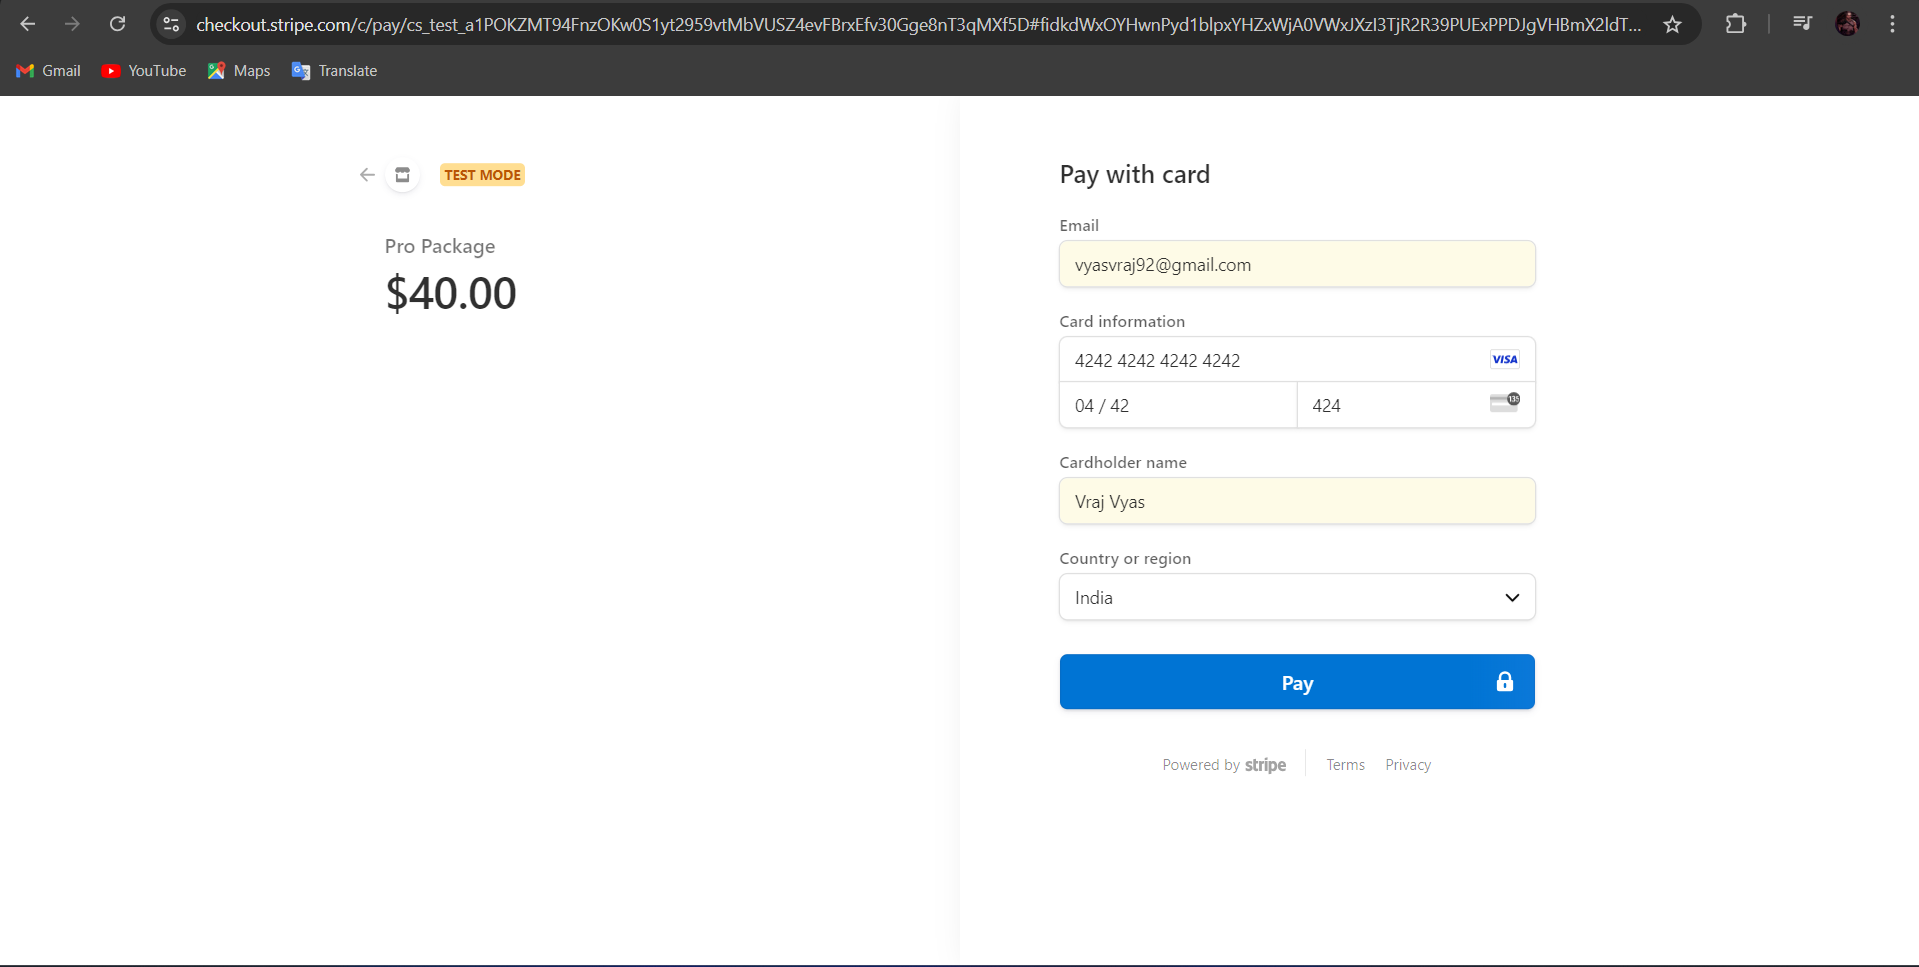 checkout.stripe.com/c/pay/cs_test_a1POKZMT94FnzOKw0S1yt2959vtMbVUSZ4evFBrxEfv30Gge8nT3qMXf5D#fidkdWxOYHwnPyd1blpxYHZxWjA0VWxJXzI3TjR2R39PUExPPDJgVHBmX2ldT...
Gmail YouTube Maps Translate
TEST MODE
Pro Package
$40.00
Pay with card
Email
vyasvraj92@gmail.com
Card information
4242 4242 4242 4242 VISA
04 / 42 424 135
Cardholder name
Vraj Vyas
Country or region
India
Pay
Powered by stripe Terms Privacy